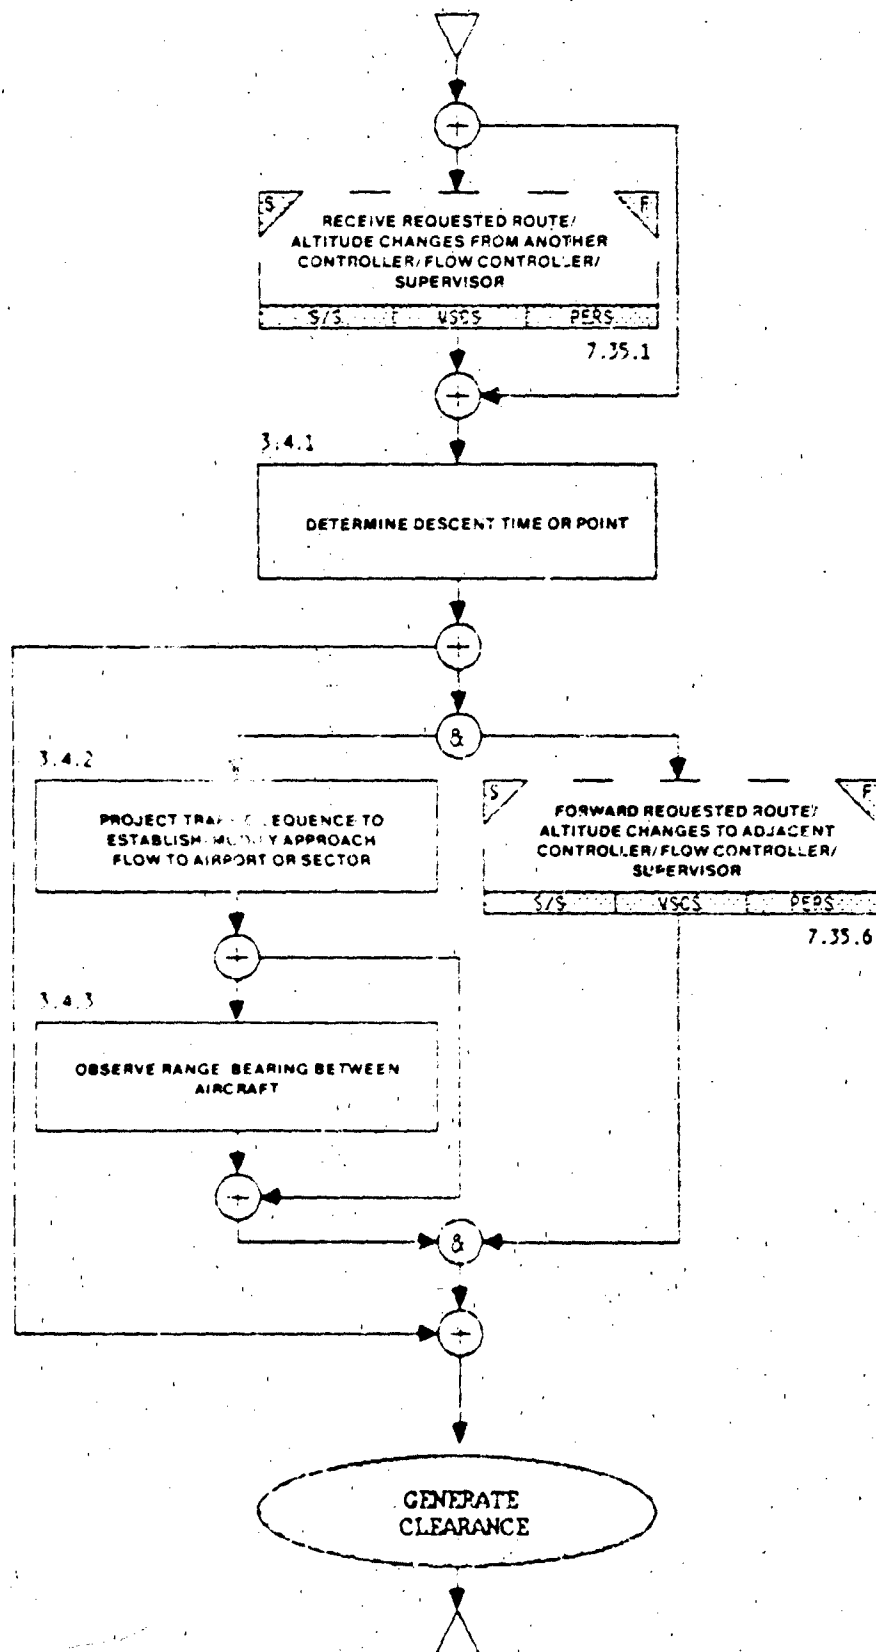 +
S
F
RECEIVE REQUESTED ROUTE/
ALTITUDE CHANGES FROM ANOTHER
CONTROLLER/FLOW CONTROLLER/
SUPERVISOR
S/S VSCS PERS
7.35.1
+
3.4.1
DETERMINE DESCENT TIME OR POINT
+
&
3.4.2
PROJECT SEQUENCE TO
ESTABLISH APPROACH
FLOW TO AIRPORT OR SECTOR
S
F
FORWARD REQUESTED ROUTE/
ALTITUDE CHANGES TO ADJACENT
CONTROLLER/FLOW CONTROLLER/
SUPERVISOR
S/S VSCS PERS
7.35.6
+
3.4.3
OBSERVE RANGE BEARING BETWEEN
AIRCRAFT
+
&
+
GENERATE
CLEARANCE